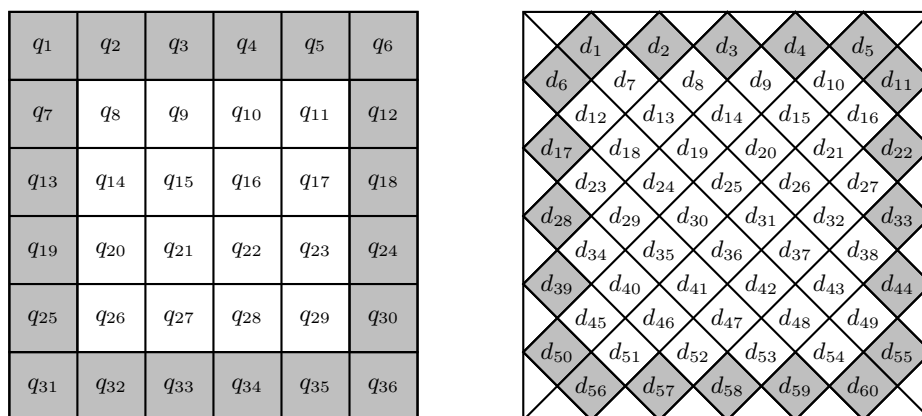 q1 q2 q3 q4 q5 q6
q7 q8 q9 q10 q11 q12
q13 q14 q15 q16 q17 q18
q19 q20 q21 q22 q23 q24
q25 q26 q27 q28 q29 q30
q31 q32 q33 q34 q35 q36
d1 d2 d3 d4 d5
d6 d7 d8 d9 d10 d11
d12 d13 d14 d15 d16
d17 d18 d19 d20 d21 d22
d23 d24 d25 d26 d27
d28 d29 d30 d31 d32 d33
d34 d35 d36 d37 d38
d39 d40 d41 d42 d43 d44
d45 d46 d47 d48 d49
d50 d51 d52 d53 d54 d55
d56 d57 d58 d59 d60